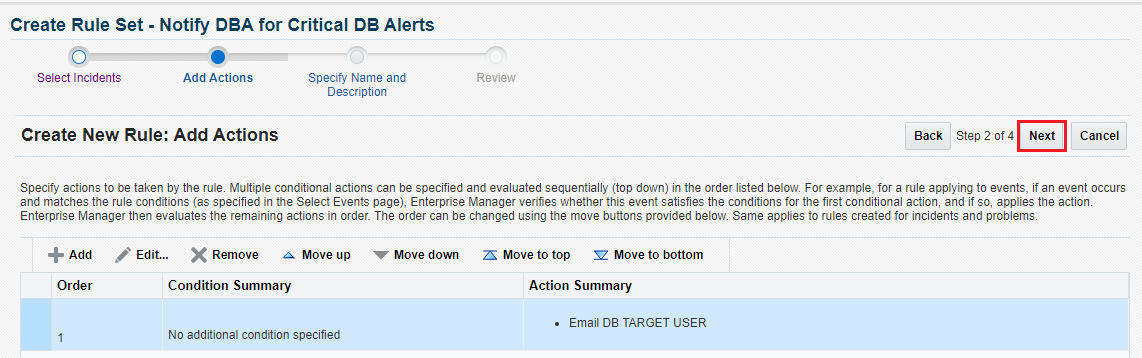 Create Rule Set - Notify DBA for Critical DB Alerts
Select Incidents
Add Actions
Specify Name and
Description
Review
Create New Rule: Add Actions
Back Step 2 of 4 Next Cancel
Specify actions to be taken by the rule. Multiple conditional actions can be specified and evaluated sequentially (top down) in the order listed below. For example, for a rule applying to events, if an event occurs
and matches the rule conditions (as specified in the Select Events page), Enterprise Manager verifies whether this event satisfies the conditions for the first conditional action, and if so, applies the action.
Enterprise Manager then evaluates the remaining actions in order. The order can be changed using the move buttons provided below. Same applies to rules created for incidents and problems.
Add Edit... Remove Move up Move down Move to top Move to bottom
Order Condition Summary Action Summary
1 No additional condition specified • Email DB TARGET USER